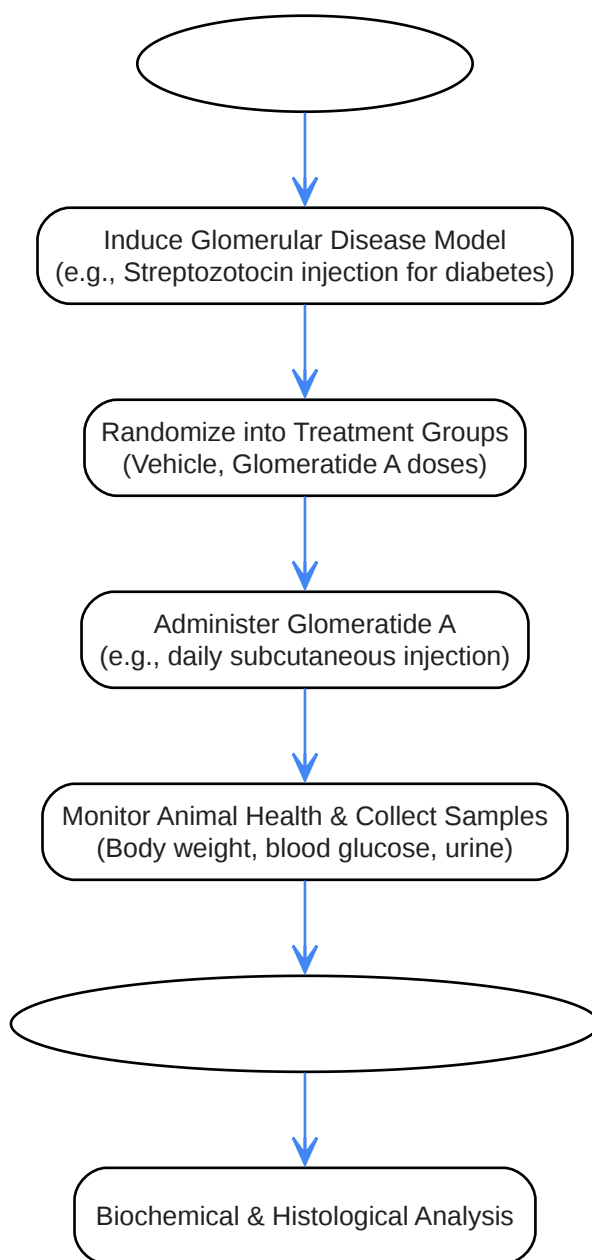 Induce Glomerular Disease Model
(e.g., Streptozotocin injection for diabetes)
Randomize into Treatment Groups
(Vehicle, Glomeratide A doses)
Administer Glomeratide A
(e.g., daily subcutaneous injection)
Monitor Animal Health & Collect Samples
(Body weight, blood glucose, urine)
Biochemical & Histological Analysis